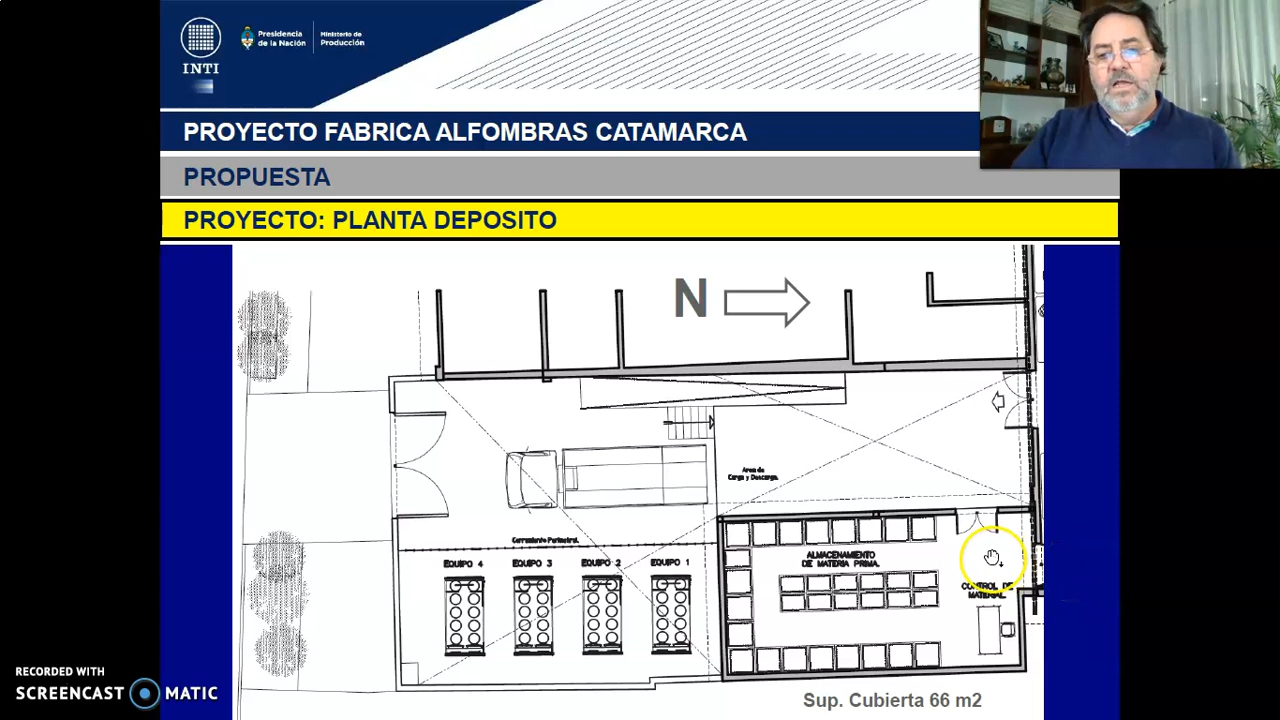 INTI
Presidencia
de la Nación
Ministerio de
Producción
PROYECTO FABRICA ALFOMBRAS CATAMARCA
PROPUESTA
PROYECTO: PLANTA DEPOSITO
N
Area de
Carga y Descarga.
Cerramiento Perimetral.
EQUIPO 4
EQUIPO 3
EQUIPO 2
EQUIPO 1
ALMACENAMIENTO
DE MATERIA PRIMA.
CONTROL DE
MATERIAL.
Sup. Cubierta 66 m2
RECORDED WITH
SCREENCAST MATIC